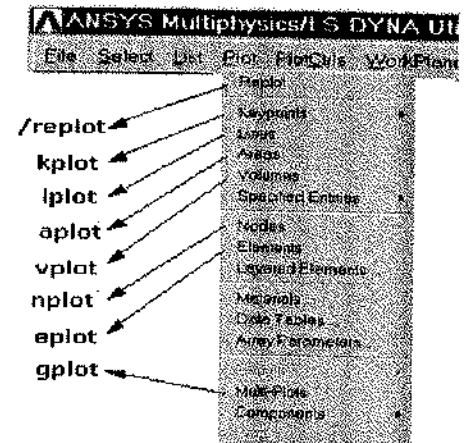 ANSYS Multiphysics/LS DYNA Ut
File Select List Plot PlotCtrls WorkPlane
Replot
/replot
Keypoints
kplot
Lines
lplot
Areas
aplot
Volumes
vplot
Specified Entities
Nodes
nplot
Elements
eplot
Layered Elements
Materials
Data Tables
Array Parameters
gplot
Multi-Plots
Components